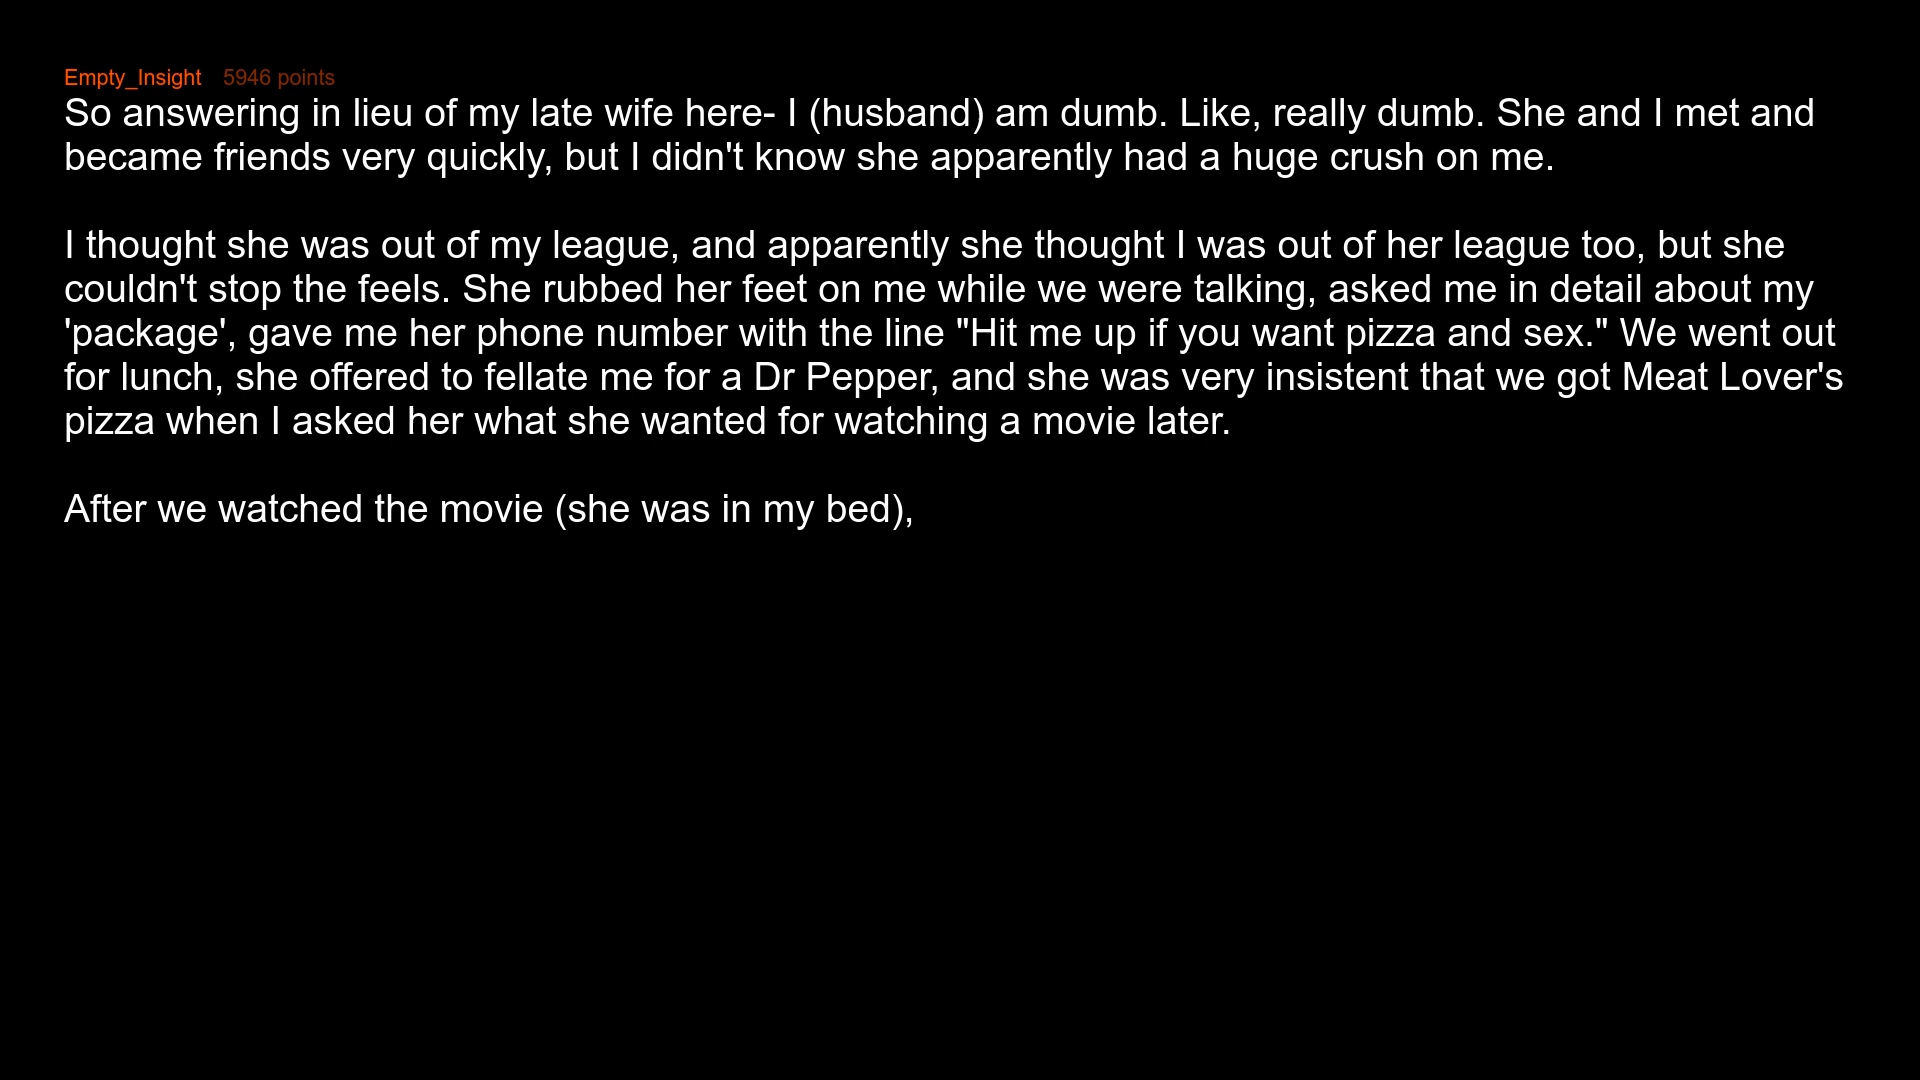 Empty_Insight 5946 points
So answering in lieu of my late wife here- I (husband) am dumb. Like, really dumb. She and I met and
became friends very quickly, but I didn't know she apparently had a huge crush on me.
I thought she was out of my league, and apparently she thought I was out of her league too, but she
couldn't stop the feels. She rubbed her feet on me while we were talking, asked me in detail about my
'package', gave me her phone number with the line "Hit me up if you want pizza and sex." We went out
for lunch, she offered to fellate me for a Dr Pepper, and she was very insistent that we got Meat Lover's
pizza when I asked her what she wanted for watching a movie later.
After we watched the movie (she was in my bed),